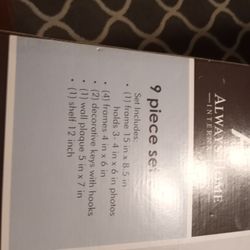 ALWAYS HOME
INTERN
9 piece set
Set Includes:
• (1) frame 15 in x 8.5 in
holds 3- 4 in x 6 in photos
• (4) frames 4 in x 6 in
• (2) decorative keys with hooks
• (1) wall plaque 5 in x 7 in
• (1) shelf 12 inch